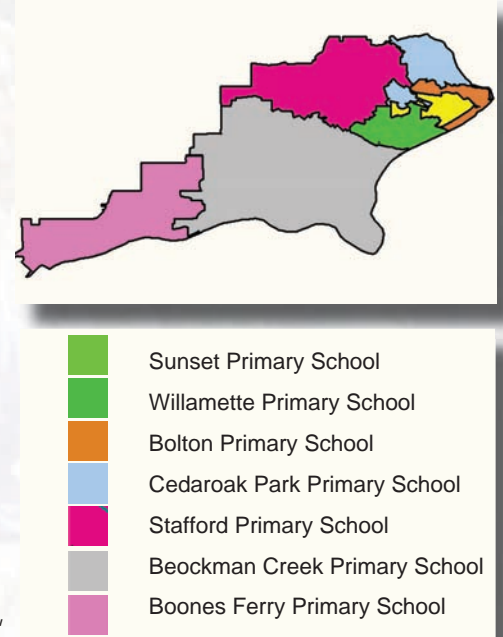 Sunset Primary School
Willamette Primary School
Bolton Primary School
Cedaroak Park Primary School
Stafford Primary School
Beockman Creek Primary School
Boones Ferry Primary School